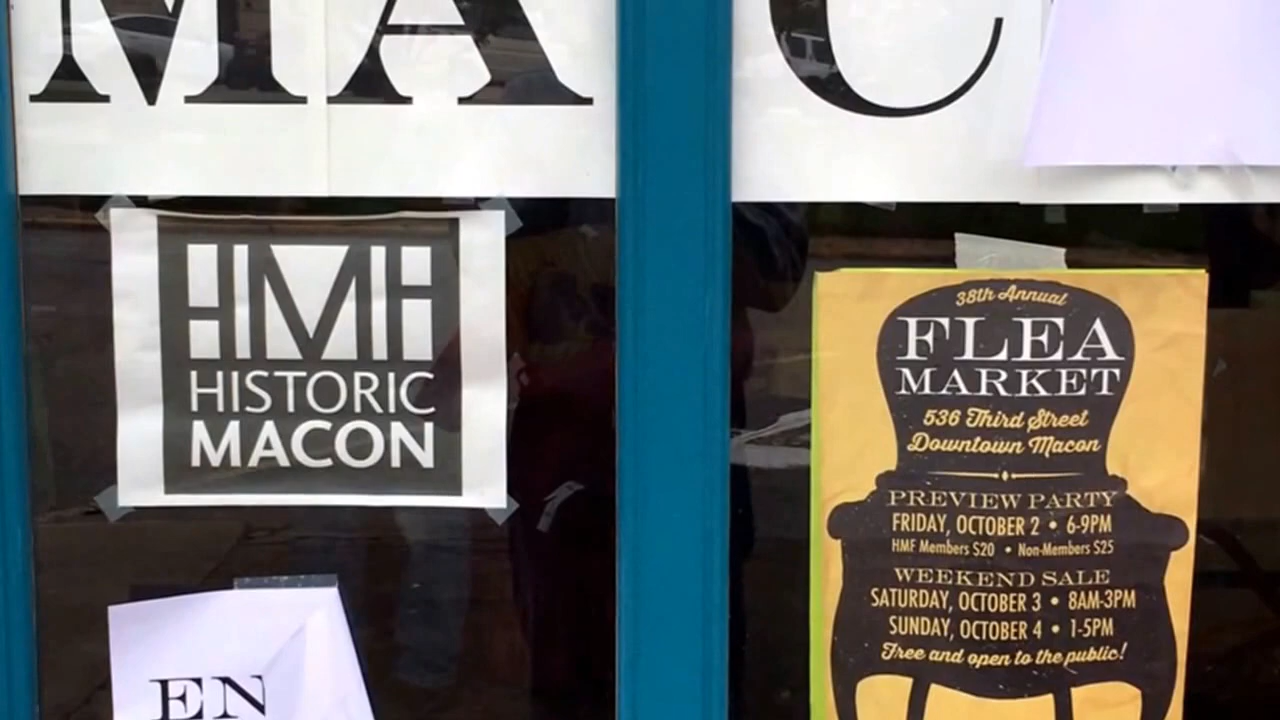 MA
C
HMH
HISTORIC
MACON
EN
38th Annual
FLEA
MARKET
536 Third Street
Downtown Macon
PREVIEW PARTY
FRIDAY, OCTOBER 2 • 6-9PM
HMF Members $20 • Non-Members $25
WEEKEND SALE
SATURDAY, OCTOBER 3 • 8AM-3PM
SUNDAY, OCTOBER 4 • 1-5PM
Free and open to the public!